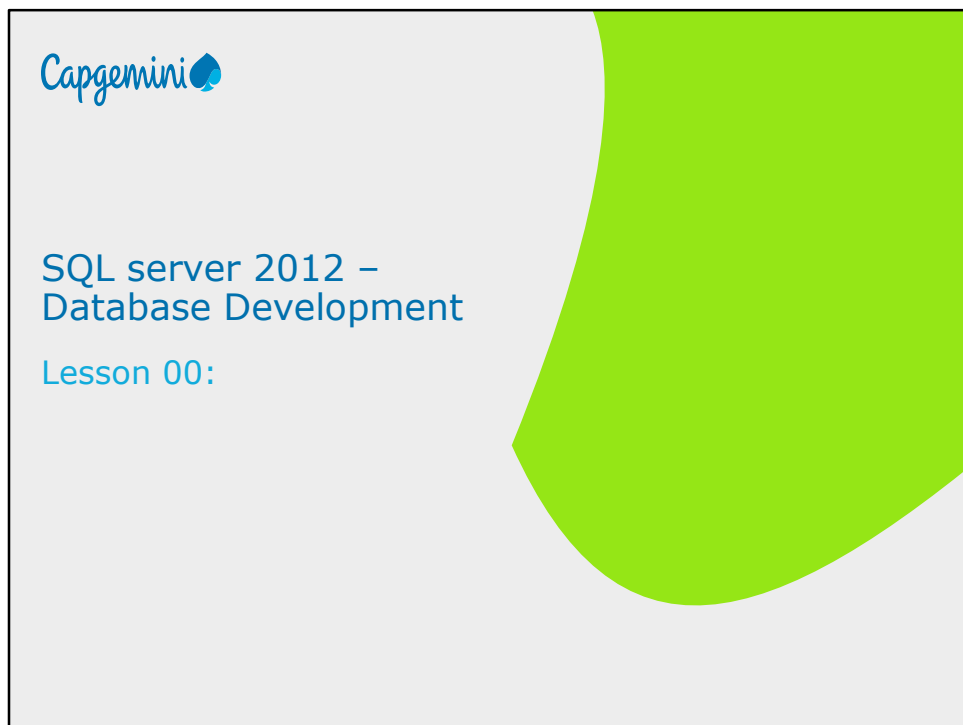 Capgemini
SQL server 2012 –
Database Development
Lesson 00: